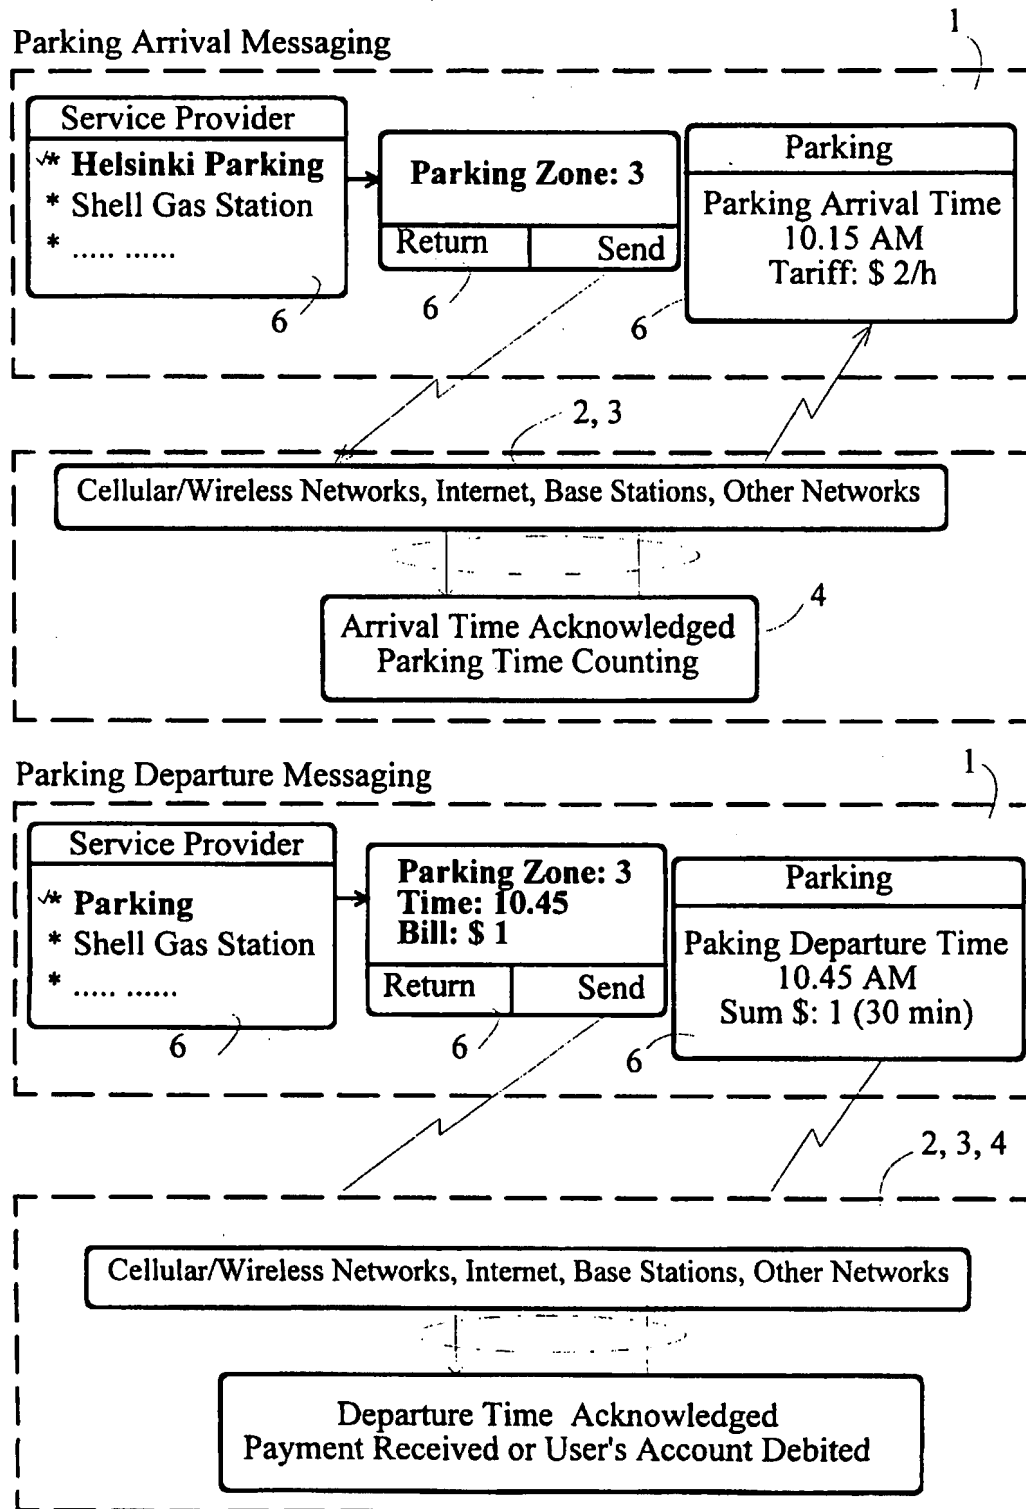 1
Parking Arrival Messaging
Service Provider
√* Helsinki Parking
* Shell Gas Station
* ..... ......
6
Parking Zone: 3
Return
Send
6
Parking
Parking Arrival Time
10.15 AM
Tariff: $ 2/h
6
2, 3
Cellular/Wireless Networks, Internet, Base Stations, Other Networks
4
Arrival Time Acknowledged
Parking Time Counting
Parking Departure Messaging
1
Service Provider
√* Parking
* Shell Gas Station
* ..... ......
6
Parking Zone: 3
Time: 10.45
Bill: $ 1
Return
Send
6
Parking
Paking Departure Time
10.45 AM
Sum $: 1 (30 min)
6
2, 3, 4
Cellular/Wireless Networks, Internet, Base Stations, Other Networks
Departure Time Acknowledged
Payment Received or User's Account Debited